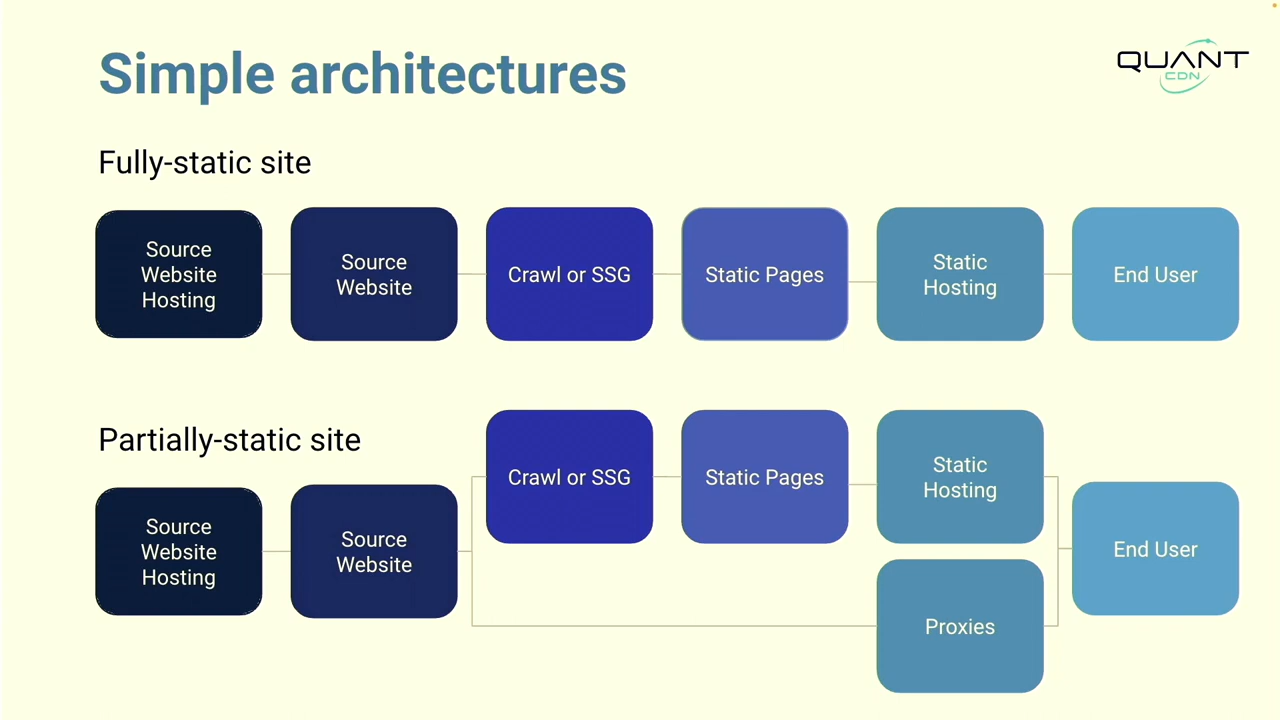 Simple architectures
QUANT
CDN
Fully-static site
Source
Website
Hosting
Source
Website
Crawl or SSG
Static Pages
Static
Hosting
End User
Partially-static site
Source
Website
Hosting
Source
Website
Crawl or SSG
Static Pages
Static
Hosting
Proxies
End User